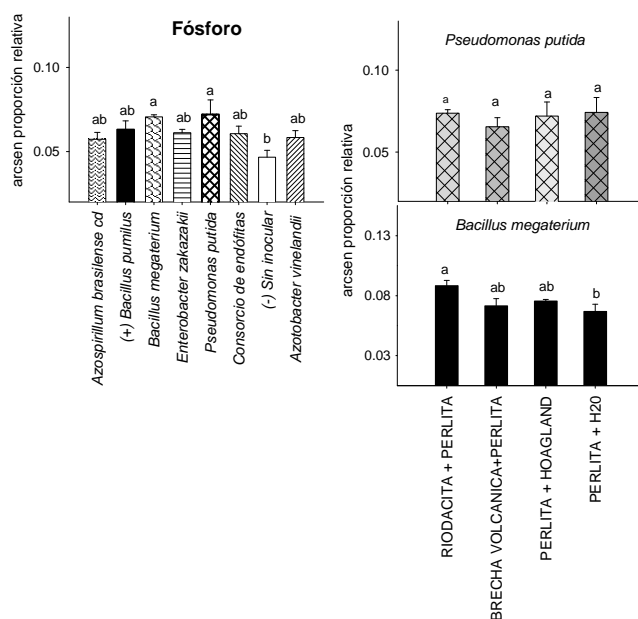 Fósforo
arcsen proporción relativa
0.10
0.05
ab
ab
a
ab
a
ab
b
ab
Azospirillum brasilense cd
(+) Bacillus pumilus
Bacillus megaterium
Enterobacter zakazakii
Pseudomonas putida
Consorcio de endófitas
(-) Sin inocular
Azotobacter vinelandii
Pseudomonas putida
arcsen proporción relativa
0.10
0.05
a
a
a
a
Bacillus megaterium
0.13
0.08
0.03
a
ab
ab
b
RIODACITA + PERLITA
BRECHA VOLCANICA+PERLITA
PERLITA + HOAGLAND
PERLITA + H20